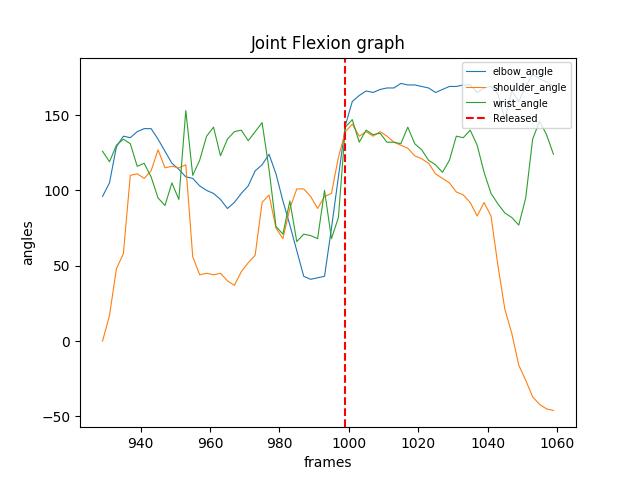 Joint Flexion graph
elbow_angle
shoulder_angle
wrist_angle
Released
angles
150
100
50
0
−50
940 960 980 1000 1020 1040 1060
frames